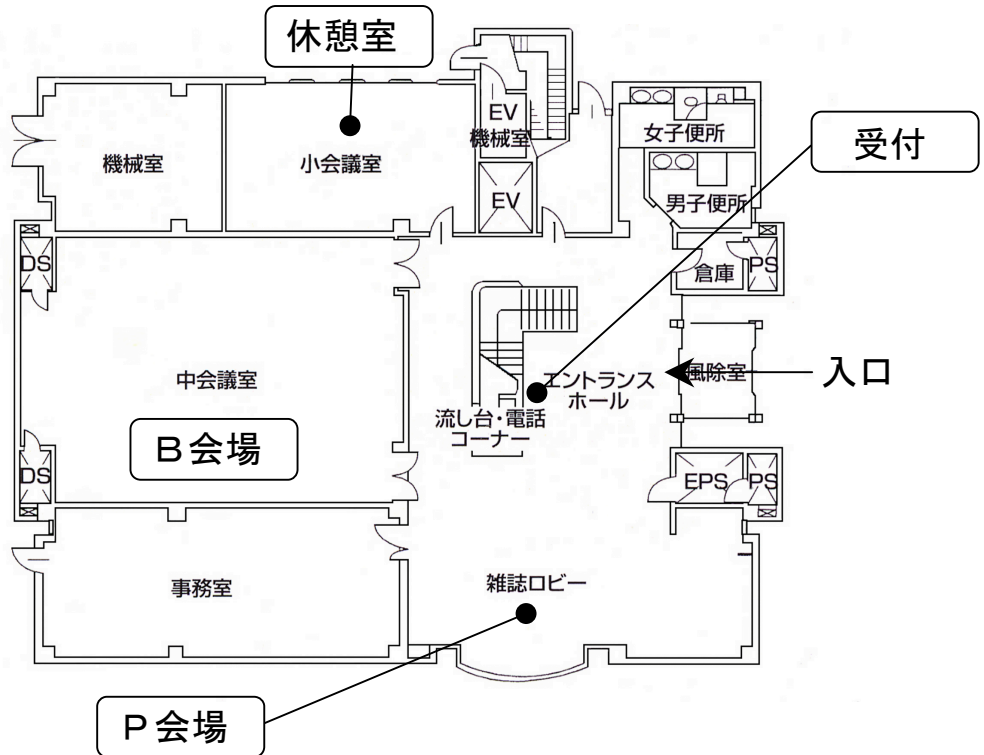 休憩室
EV
機械室
女子便所
受付
機械室
小会議室
EV
男子便所
DS
倉庫
PS
中会議室
エントランス
ホール
風除室
入口
流し台・電話
コーナー
B会場
DS
EPS
PS
事務室
雑誌ロビー
P会場